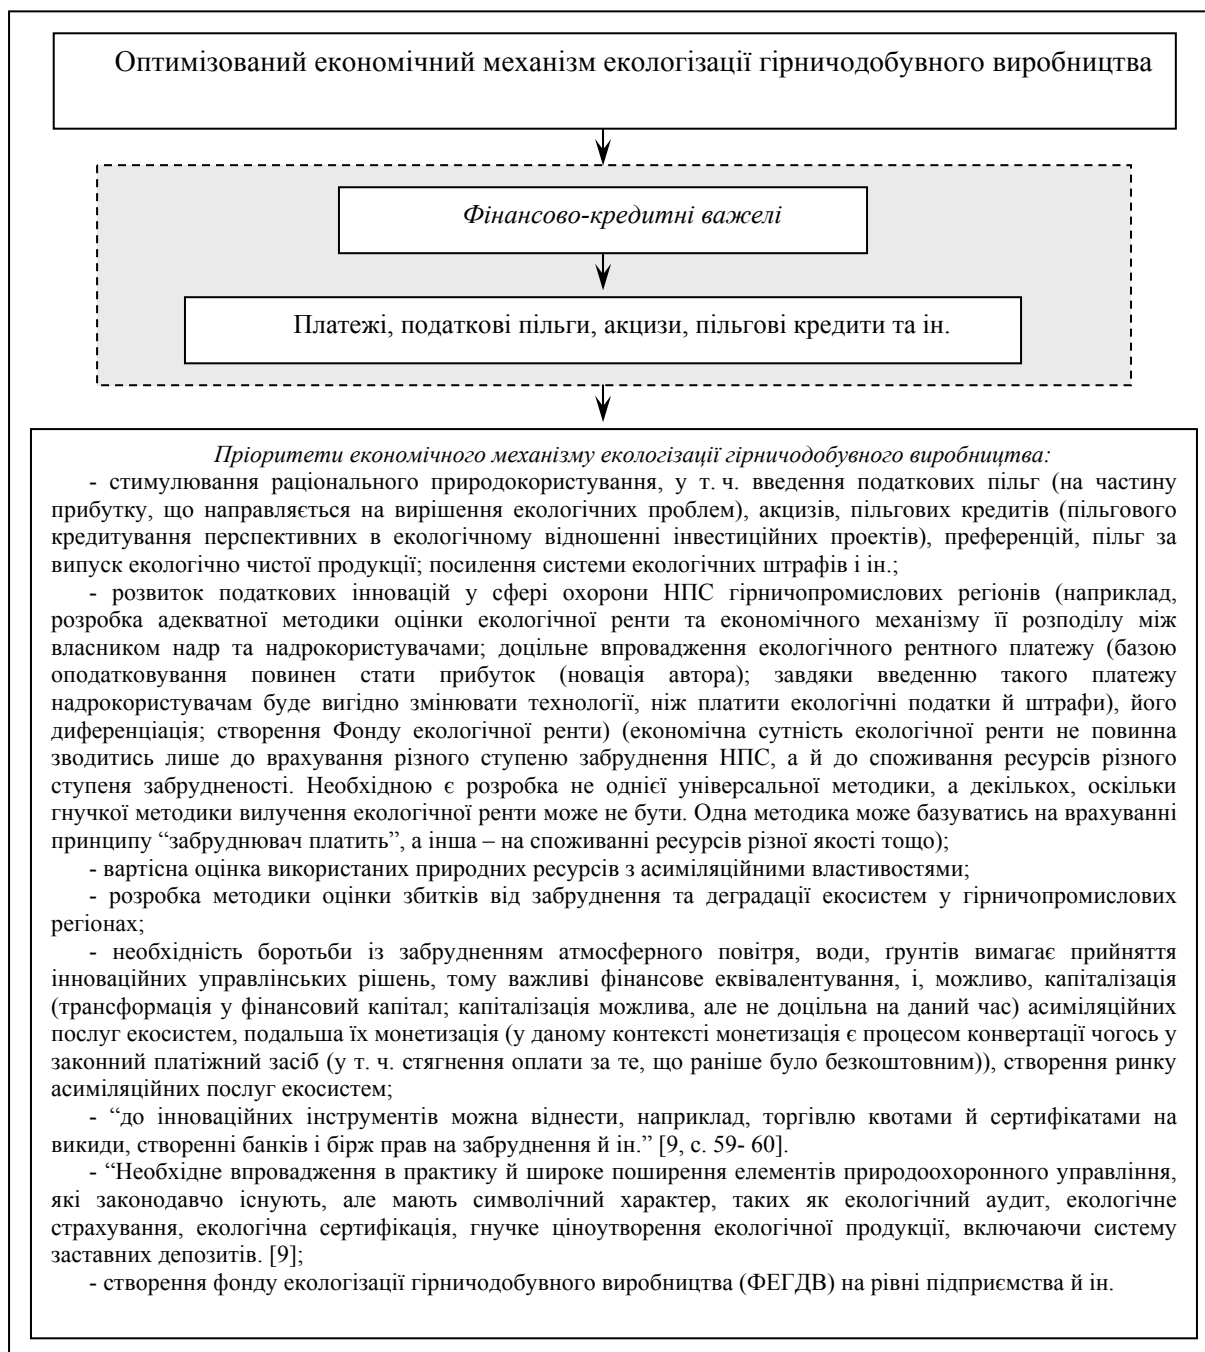 Оптимізований економічний механізм екологізації гірничодобувного виробництва
Фінансово-кредитні важелі
Платежі, податкові пільги, акцизи, пільгові кредити та ін.
Пріоритети економічного механізму екологізації гірничодобувного виробництва:
- стимулювання раціонального природокористування, у т. ч. введення податкових пільг (на частину
прибутку, що направляється на вирішення екологічних проблем), акцизів, пільгових кредитів (пільгового
кредитування перспективних в екологічному відношенні інвестиційних проектів), преференцій, пільг за
випуск екологічно чистої продукції; посилення системи екологічних штрафів і ін.;
- розвиток податкових інновацій у сфері охорони НПС гірничопромислових регіонів (наприклад,
розробка адекватної методики оцінки екологічної ренти та економічного механізму її розподілу між
власником надр та надрокористувачами; доцільне впровадження екологічного рентного платежу (базою
оподатковування повинен стати прибуток (новація автора); завдяки введенню такого платежу
надрокористувачам буде вигідно змінювати технології, ніж платити екологічні податки й штрафи), його
диференціація; створення Фонду екологічної ренти) (економічна сутність екологічної ренти не повинна
зводитись лише до врахування різного ступеню забруднення НПС, а й до споживання ресурсів різного
ступеня забрудненості. Необхідною є розробка не однієї універсальної методики, а декількох, оскільки
гнучкої методики вилучення екологічної ренти може не бути. Одна методика може базуватись на врахуванні
принципу “забруднювач платить”, а інша – на споживанні ресурсів різної якості тощо);
- вартісна оцінка використаних природних ресурсів з асиміляційними властивостями;
- розробка методики оцінки збитків від забруднення та деградації екосистем у гірничопромислових
регіонах;
- необхідність боротьби із забрудненням атмосферного повітря, води, ґрунтів вимагає прийняття
інноваційних управлінських рішень, тому важливі фінансове еквівалентування, і, можливо, капіталізація
(трансформація у фінансовий капітал; капіталізація можлива, але не доцільна на даний час) асиміляційних
послуг екосистем, подальша їх монетизація (у даному контексті монетизація є процесом конвертації чогось у
законний платіжний засіб (у т. ч. стягнення оплати за те, що раніше було безкоштовним)), створення ринку
асиміляційних послуг екосистем;
- “до інноваційних інструментів можна віднести, наприклад, торгівлю квотами й сертифікатами на
викиди, створенні банків і бірж прав на забруднення й ін.” [9, с. 59- 60].
- “Необхідне впровадження в практику й широке поширення елементів природоохоронного управління,
які законодавчо існують, але мають символічний характер, таких як екологічний аудит, екологічне
страхування, екологічна сертифікація, гнучке ціноутворення екологічної продукції, включаючи систему
заставних депозитів. [9];
- створення фонду екологізації гірничодобувного виробництва (ФЕГДВ) на рівні підприємства й ін.